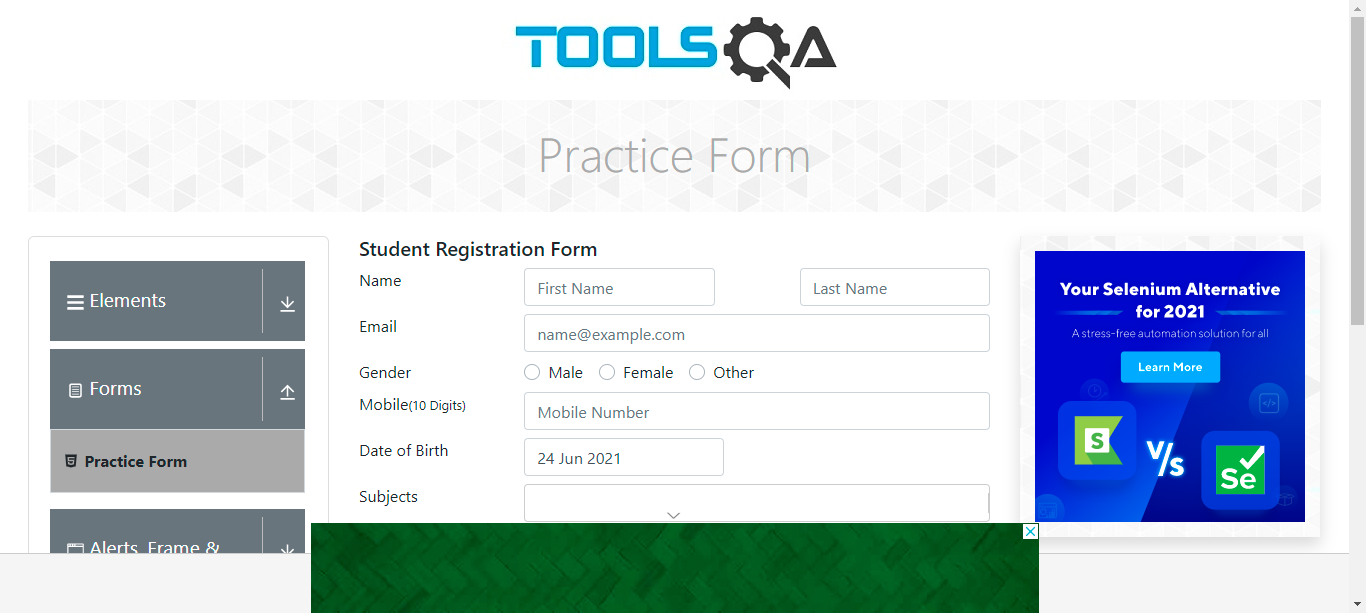 TOOLSQA
Practice Form
Elements
Forms
Practice Form
Alerts, Frame &
Student Registration Form
Name
First Name
Last Name
Email
name@example.com
Gender
Male
Female
Other
Mobile(10 Digits)
Mobile Number
Date of Birth
24 Jun 2021
Subjects
Your Selenium Alternative
for 2021
A stress-free automation solution for all
Learn More
S
V/s
Se